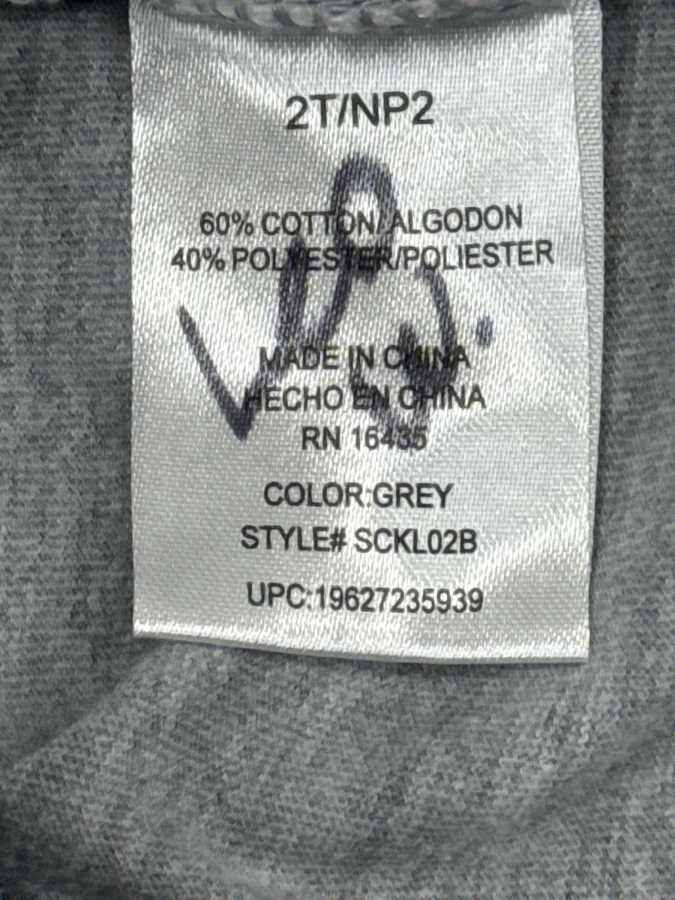 2T/NP2
60% COTTON/ALGODON
40% POLYESTER/POLIESTER
MADE IN CHINA
HECHO EN CHINA
RN 16435
COLOR:GREY
STYLE# SCKL02B
UPC:19627235939